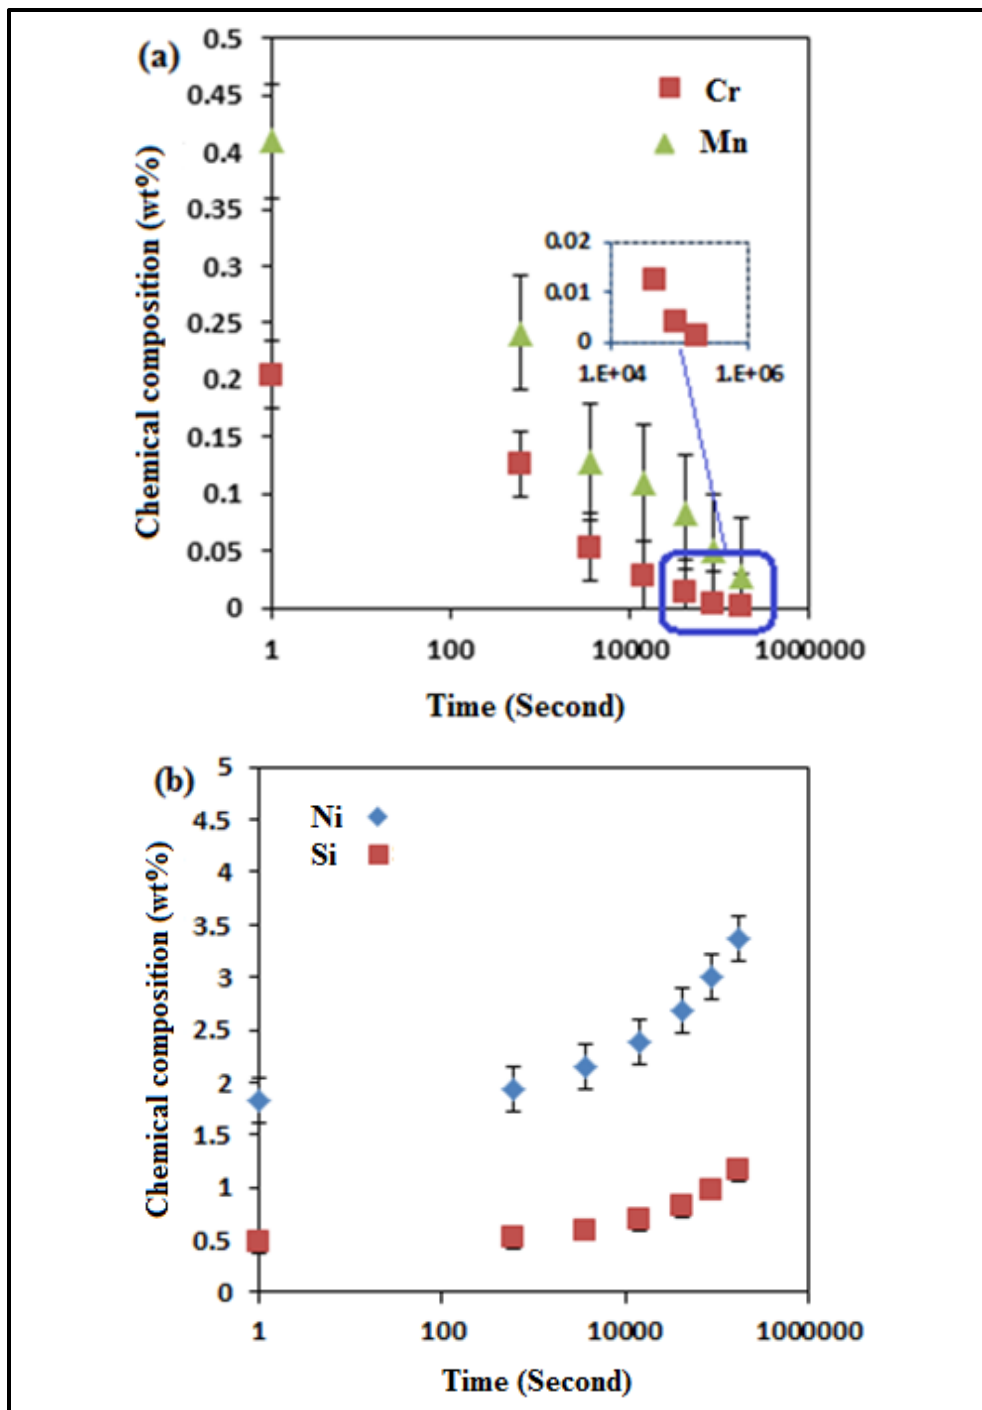 (a)
0.5
0.45
0.4
0.35
0.3
0.25
0.2
0.15
0.1
0.05
0
Chemical composition (wt%)
Cr
Mn
0.02
0.01
0
1.E+04 1.E+06
1 100 10000 1000000
Time (Second)
(b)
5
4.5
4
3.5
3
2.5
2
1.5
1
0.5
0
Chemical composition (wt%)
Ni
Si
1 100 10000 1000000
Time (Second)